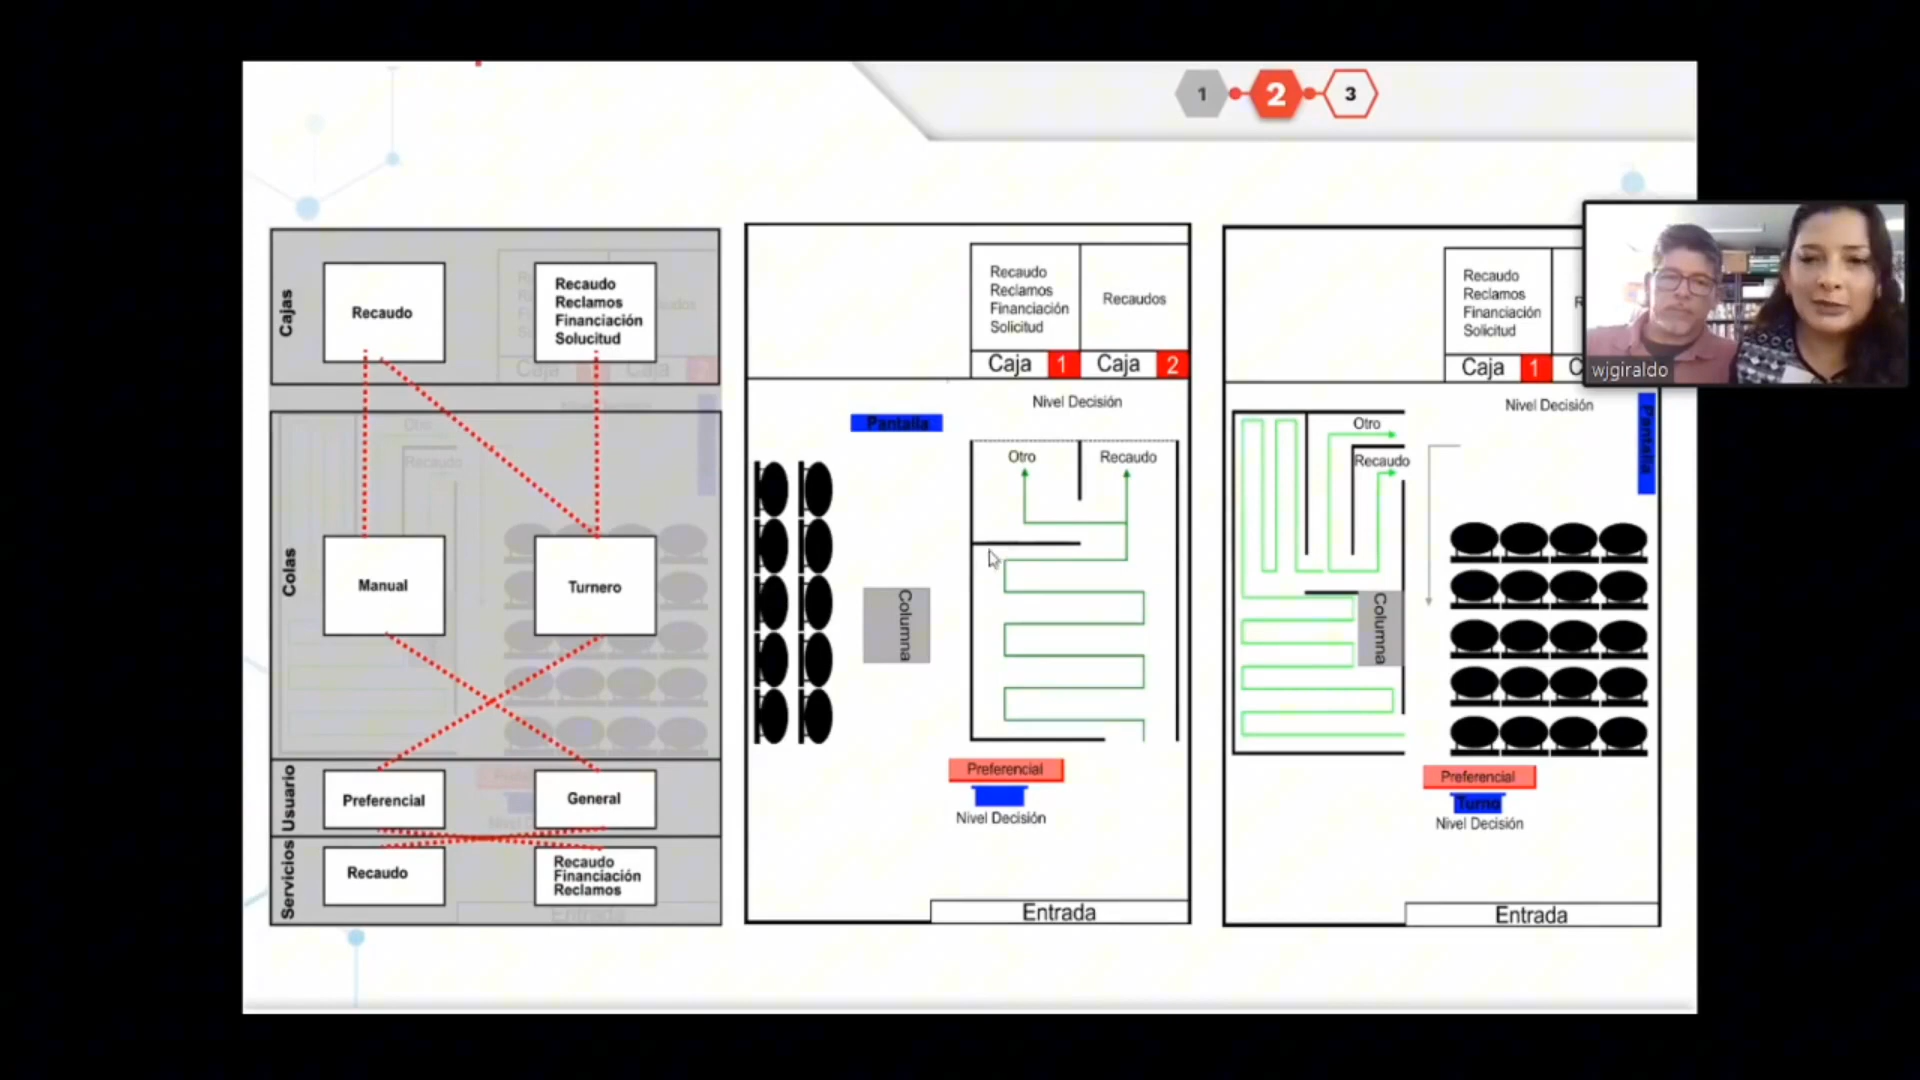 1
2
3
Cajas
Recaudo
Recaudo
Reclamos
Financiación
Solucitud
Colas
Manual
Turnero
Usuario
Preferencial
General
Servicios
Recaudo
Recaudo
Financiación
Reclamos
Entrada
Recaudo
Reclamos
Financiación
Solicitud
Recaudos
Caja 1 Caja 2
Nivel Decisión
Pantalla
Otro
Recaudo
Columna
Preferencial
Nivel Decisión
Entrada
Recaudo
Reclamos
Financiación
Solicitud
Caja 1
Nivel Decisión
Pantalla
Otro
Recaudo
Columna
Preferencial
Turno
Nivel Decisión
Entrada
wjgiraldo